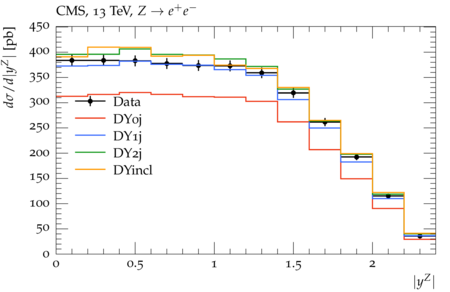 CMS, 13 TeV, Z → e⁺e⁻
dσ/d|y^Z| [pb]
450
400
350
300
250
200
150
100
50
0
Data
DY0j
DY1j
DY2j
DYincl
0 0.5 1 1.5 2
|y^Z|